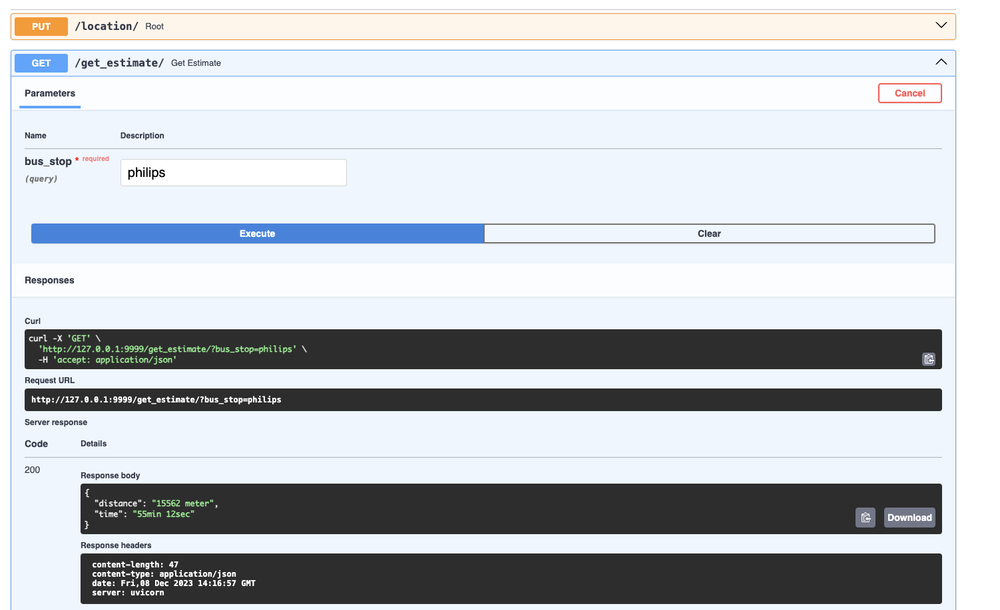 PUT /location/ Root
GET /get_estimate/ Get Estimate
Parameters
Cancel
Name Description
bus_stop * required
(query)
philips
Execute Clear
Responses
Curl
curl -X 'GET' \
'http://127.0.0.1:9999/get_estimate/?bus_stop=philips' \
-H 'accept: application/json'
Request URL
http://127.0.0.1:9999/get_estimate/?bus_stop=philips
Server response
Code Details
200
Response body
{
"distance": "15562 meter",
"time": "55min 12sec"
}
Download
Response headers
content-length: 47
content-type: application/json
date: Fri,08 Dec 2023 14:16:57 GMT
server: uvicorn